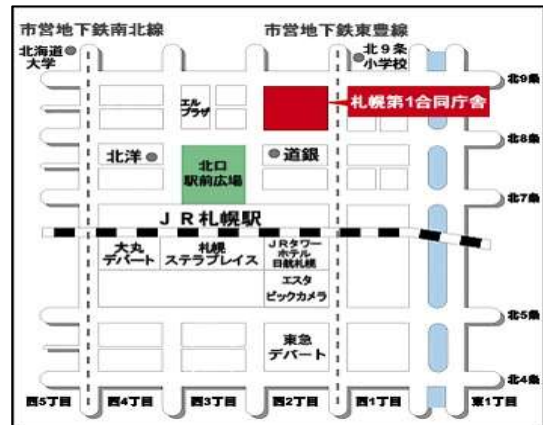 市営地下鉄南北線
市営地下鉄東豊線
北海道
大学
北9条
小学校
北9条
エル
プラザ
札幌第1合同庁舎
北8条
北洋
北口
駅前広場
道銀
北7条
JR札幌駅
大丸
デパート
札幌
ステラプレイス
JRタワー
ホテル
日航札幌
エスタ
ビックカメラ
北5条
東急
デパート
北4条
西5丁目
西4丁目
西3丁目
西2丁目
西1丁目
東1丁目